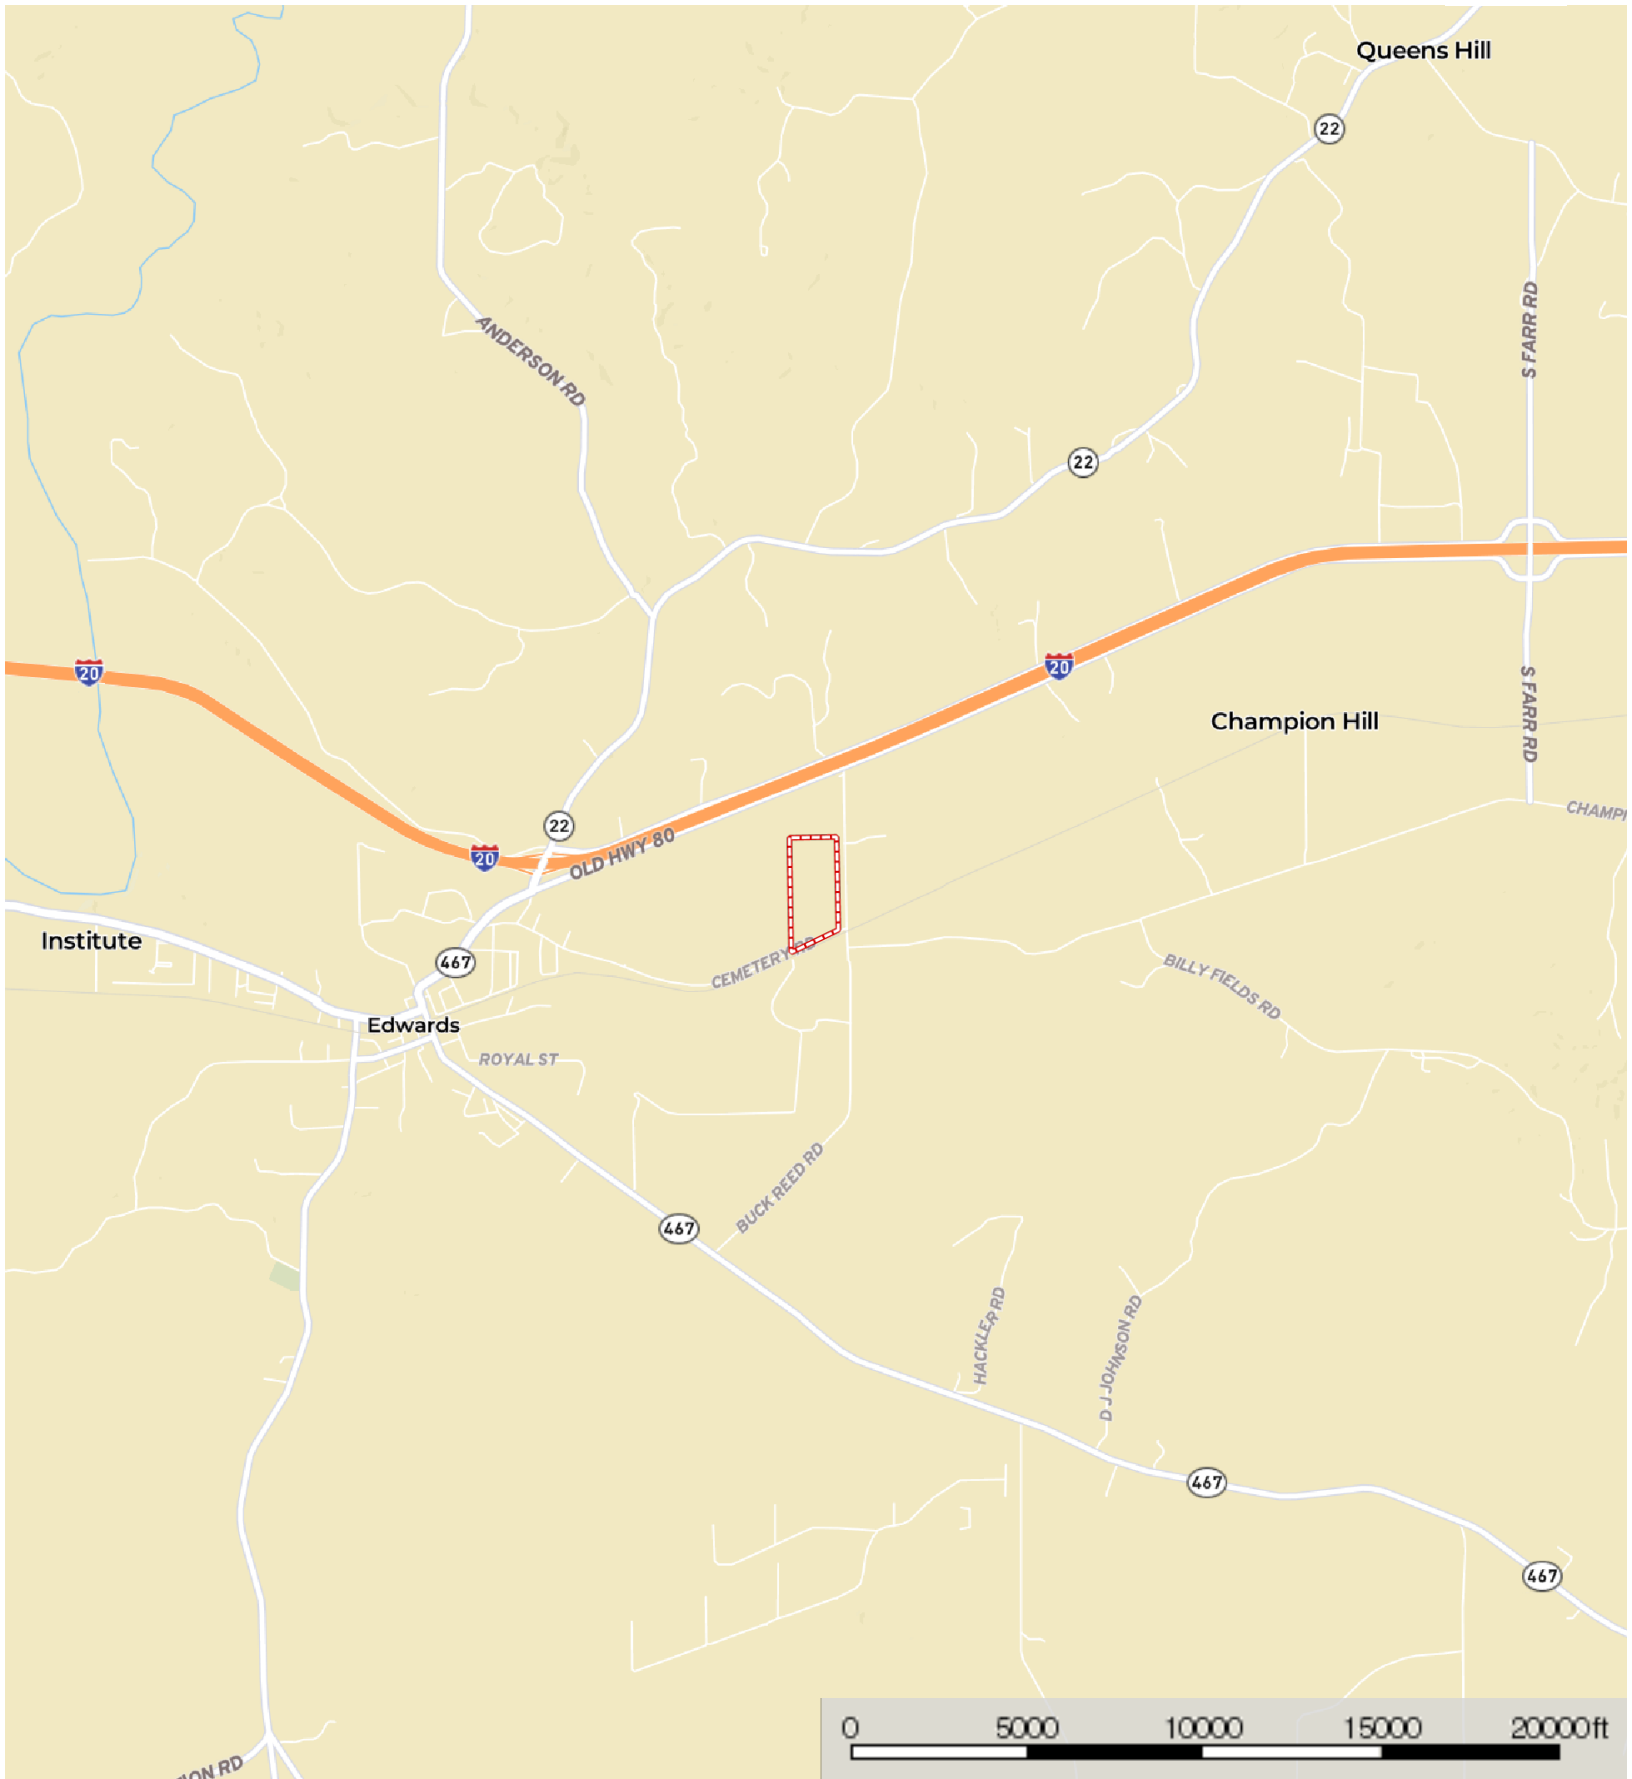 Queens Hill
22
S FARR RD
ANDERSON RD
22
20
20
S FARR RD
Champion Hill
CHAMPI
22
OLD HWY 80
20
Institute
467
CEMETERY RD
BILLY FIELDS RD
Edwards
ROYAL ST
BUCK REED RD
467
HACKLER RD
D J JOHNSON RD
467
467
0 5000 10000 15000 20000ft
ION RD